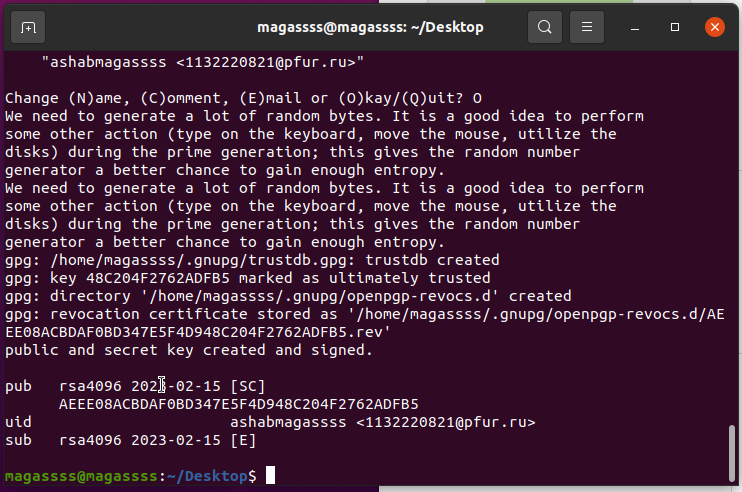 magassss@magassss: ~/Desktop
"ashabmagassss <1132220821@pfur.ru>"
Change (N)ame, (C)omment, (E)mail or (O)kay/(Q)uit? O
We need to generate a lot of random bytes. It is a good idea to perform
some other action (type on the keyboard, move the mouse, utilize the
disks) during the prime generation; this gives the random number
generator a better chance to gain enough entropy.
We need to generate a lot of random bytes. It is a good idea to perform
some other action (type on the keyboard, move the mouse, utilize the
disks) during the prime generation; this gives the random number
generator a better chance to gain enough entropy.
gpg: /home/magassss/.gnupg/trustdb.gpg: trustdb created
gpg: key 48C204F2762ADFB5 marked as ultimately trusted
gpg: directory '/home/magassss/.gnupg/openpgp-revocs.d' created
gpg: revocation certificate stored as '/home/magassss/.gnupg/openpgp-revocs.d/AE
EE08ACBDAF0BD347E5F4D948C204F2762ADFB5.rev'
public and secret key created and signed.
pub   rsa4096 2023-02-15 [SC]
AEEE08ACBDAF0BD347E5F4D948C204F2762ADFB5
uid                      ashabmagassss <1132220821@pfur.ru>
sub   rsa4096 2023-02-15 [E]
magassss@magassss:~/Desktop$